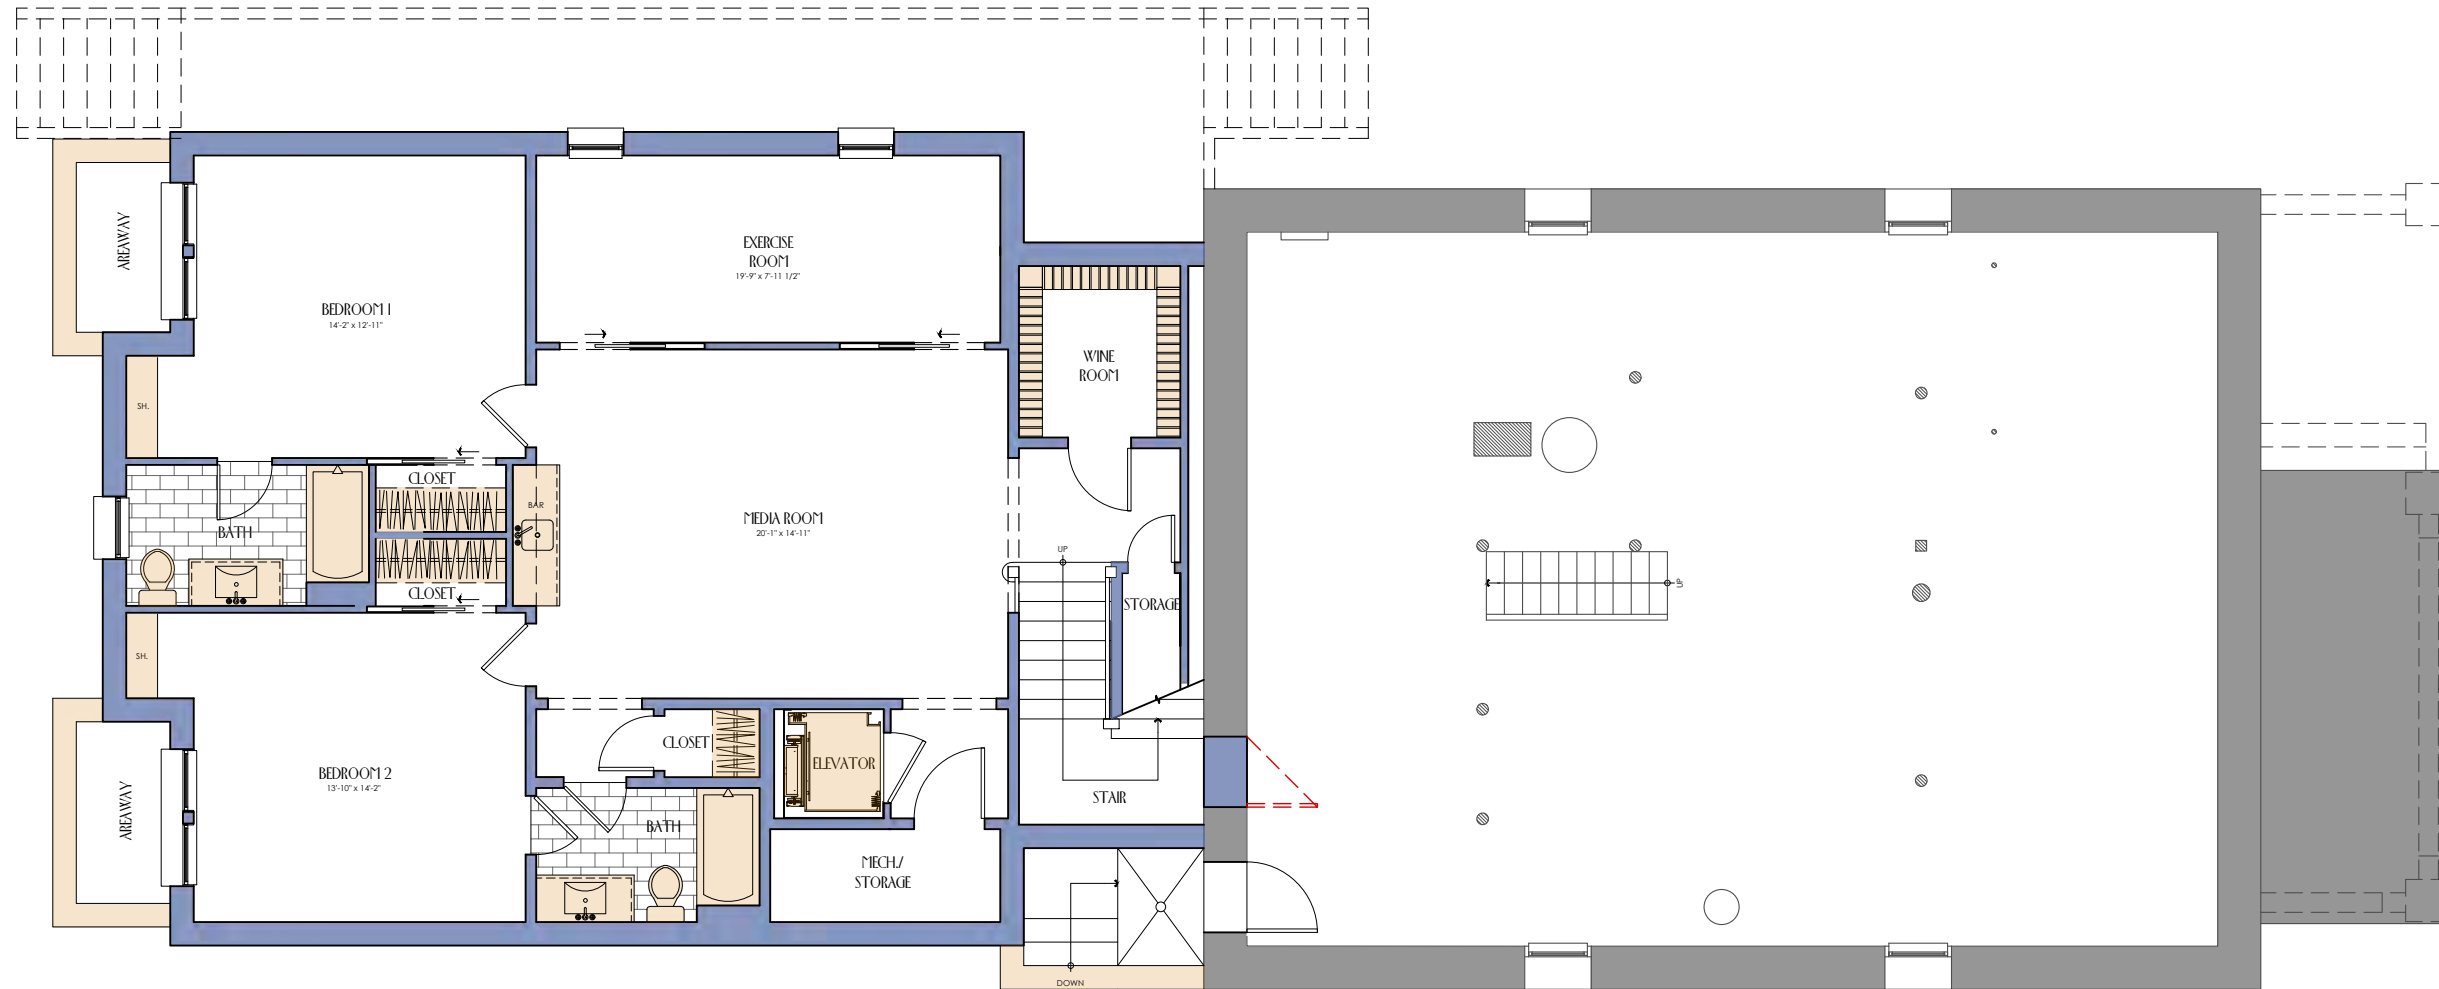 AREAWAY
BEDROOM 1
14'-2" x 12'-11"
EXERCISE
ROOM
19'-9" x 7'-11 1/2"
WINE
ROOM
SH.
CLOSET
BAR
BATH
MEDIA ROOM
20'-1" x 14'-11"
UP
CLOSET
STORAGE
UP
SH.
CLOSET
ELEVATOR
BEDROOM 2
13'-10" x 14'-2"
AREAWAY
STAIR
BATH
MECH./
STORAGE
DOWN